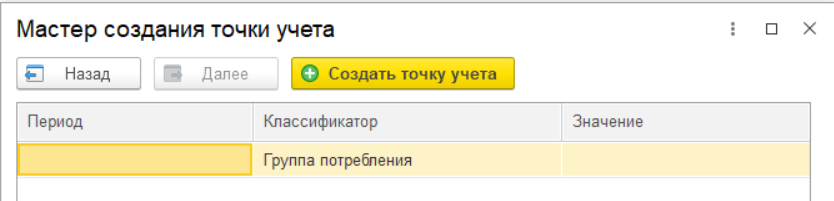 Мастер создания точки учета
Назад Далее Создать точку учета
Период Классификатор Значение
Группа потребления